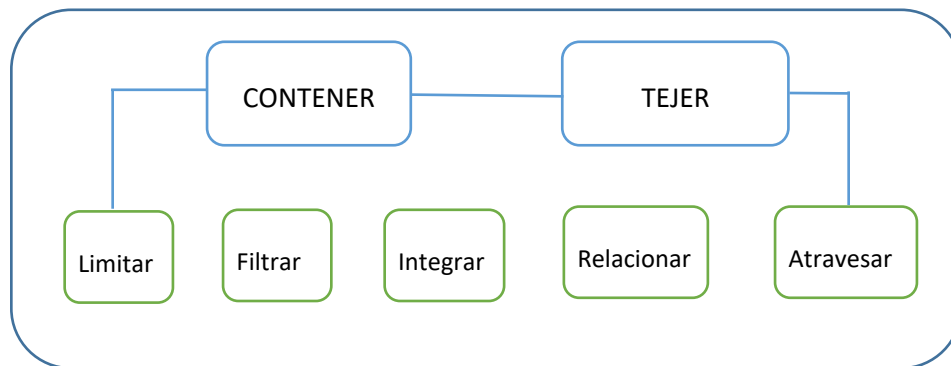 CONTENER
TEJER
Limitar
Filtrar
Integrar
Relacionar
Atravesar